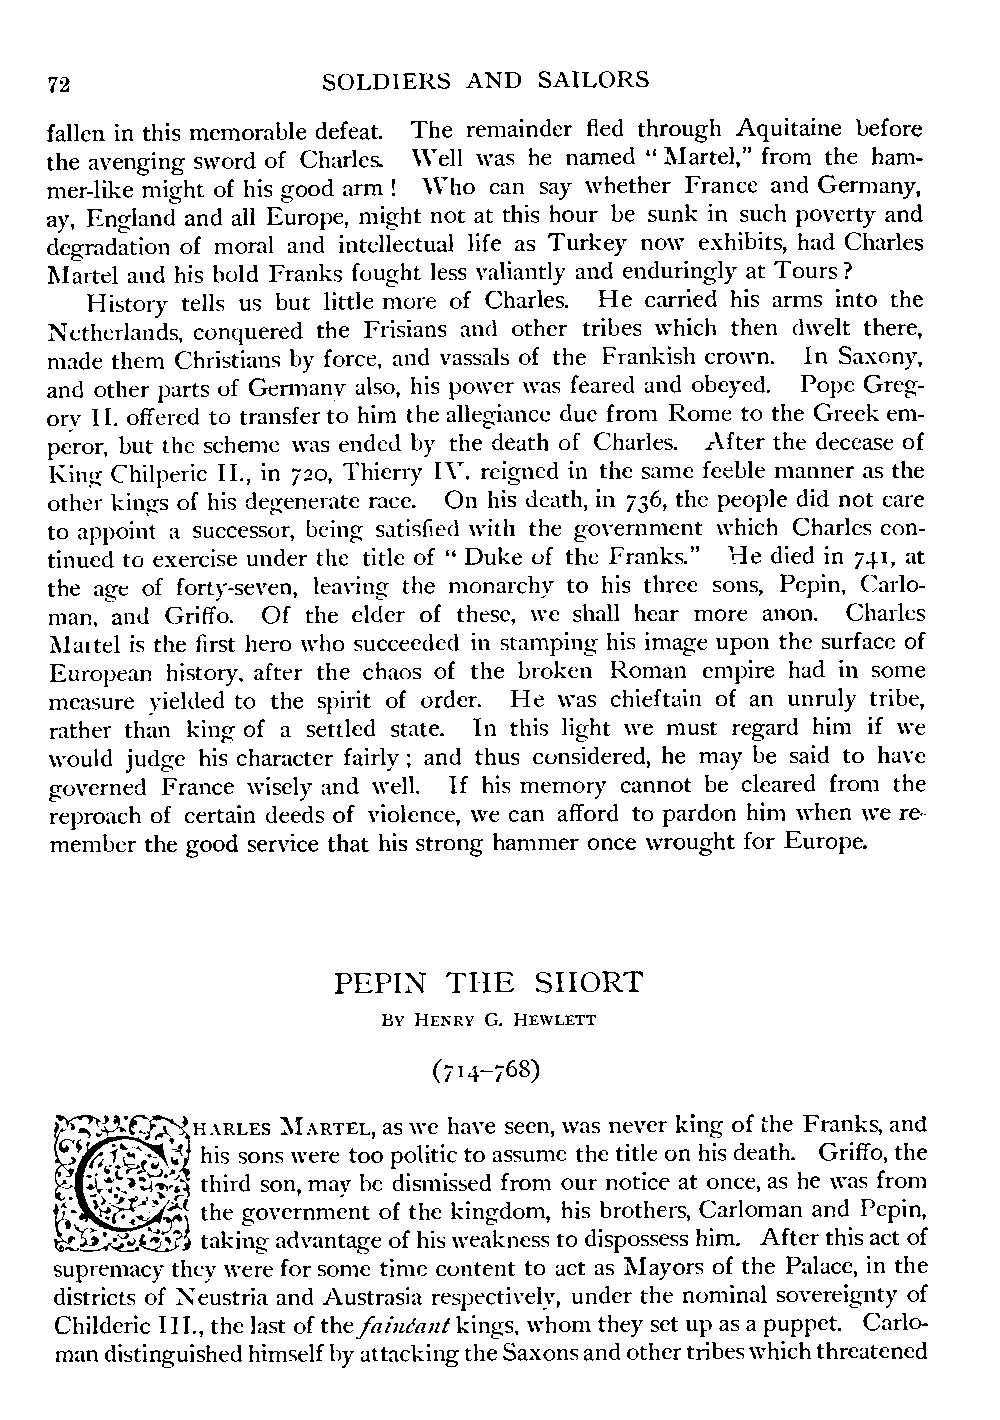 72 SOLDIERS AND SAILORS
fallen in this memorable defeat. The remainder fled through Aquitaine before
the avenging sword of Charles. Well was he named “ Martel,” from the ham-
mer-like might of his good arm ! Who can say whether France and Germany,
ay, England and all Europe, might not at this hour be sunk in such poverty and
degradation of moral and intellectual life as Turkey now exhibits, had Charles
Martel and his bold Franks fought less valiantly and enduringly at Tours ?
History tells us but little more of Charles. He carried his arms into the
Netherlands, conquered the Frisians and other tribes which then dwelt there,
made them Christians by force, and vassals of the Frankish crown. In Saxony,
and other parts of Germany also, his power was feared and obeyed. Pope Greg-
ory II. offered to transfer to him the allegiance due from Rome to the Greek em-
peror, but the scheme was ended by the death of Charles. After the decease of
King Chilperic II., in 720, Thierry IV. reigned in the same feeble manner as the
other kings of his degenerate race. On his death, in 736, the people did not care
to appoint a successor, being satisfied with the government which Charles con-
tinued to exercise under the title of “ Duke of the Franks.” He died in 741, at
the age of forty-seven, leaving the monarchy to his three sons, Pepin, Carlo-
man, and Griffo. Of the elder of these, we shall hear more anon. Charles
Martel is the first hero who succeeded in stamping his image upon the surface of
European history, after the chaos of the broken Roman empire had in some
measure yielded to the spirit of order. He was chieftain of an unruly tribe,
rather than king of a settled state. In this light we must regard him if we
would judge his character fairly ; and thus considered, he may be said to have
governed France wisely and well. If his memory cannot be cleared from the
reproach of certain deeds of violence, we can afford to pardon him when we re-
member the good service that his strong hammer once wrought for Europe.
PEPIN THE SHORT
BY HENRY G. HEWLETT
(714–768)
CHARLES MARTEL, as we have seen, was never king of the Franks, and
his sons were too politic to assume the title on his death. Griffo, the
third son, may be dismissed from our notice at once, as he was from
the government of the kingdom, his brothers, Carloman and Pepin,
taking advantage of his weakness to dispossess him. After this act of
supremacy they were for some time content to act as Mayors of the Palace, in the
districts of Neustria and Austrasia respectively, under the nominal sovereignty of
Childeric III., the last of the fainéant kings, whom they set up as a puppet. Carlo-
man distinguished himself by attacking the Saxons and other tribes which threatened